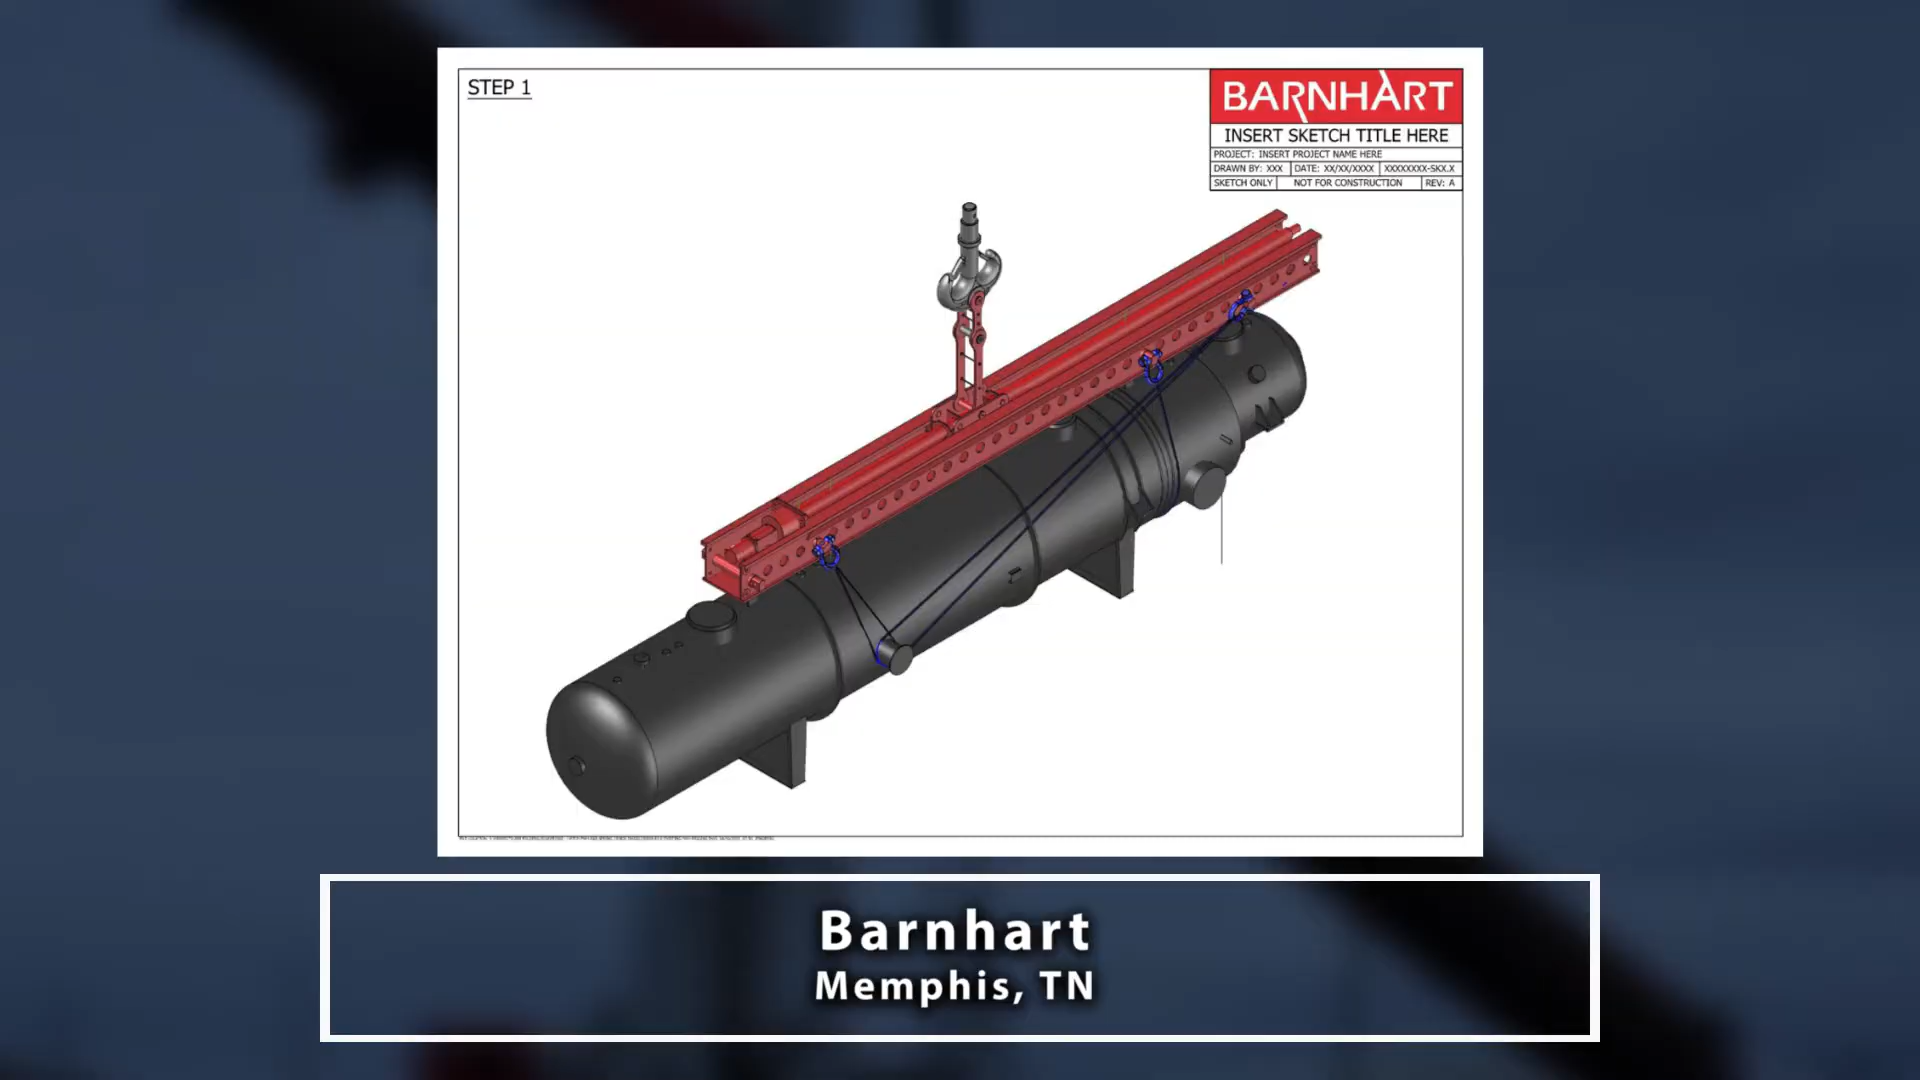 STEP 1
BARNHART
INSERT SKETCH TITLE HERE
PROJECT: INSERT PROJECT NAME HERE
DRAWN BY: XXX DATE: XX/XX/XXXX XXXXXXXX-SKX.X
SKETCH ONLY NOT FOR CONSTRUCTION REV: A
Barnhart
Memphis, TN